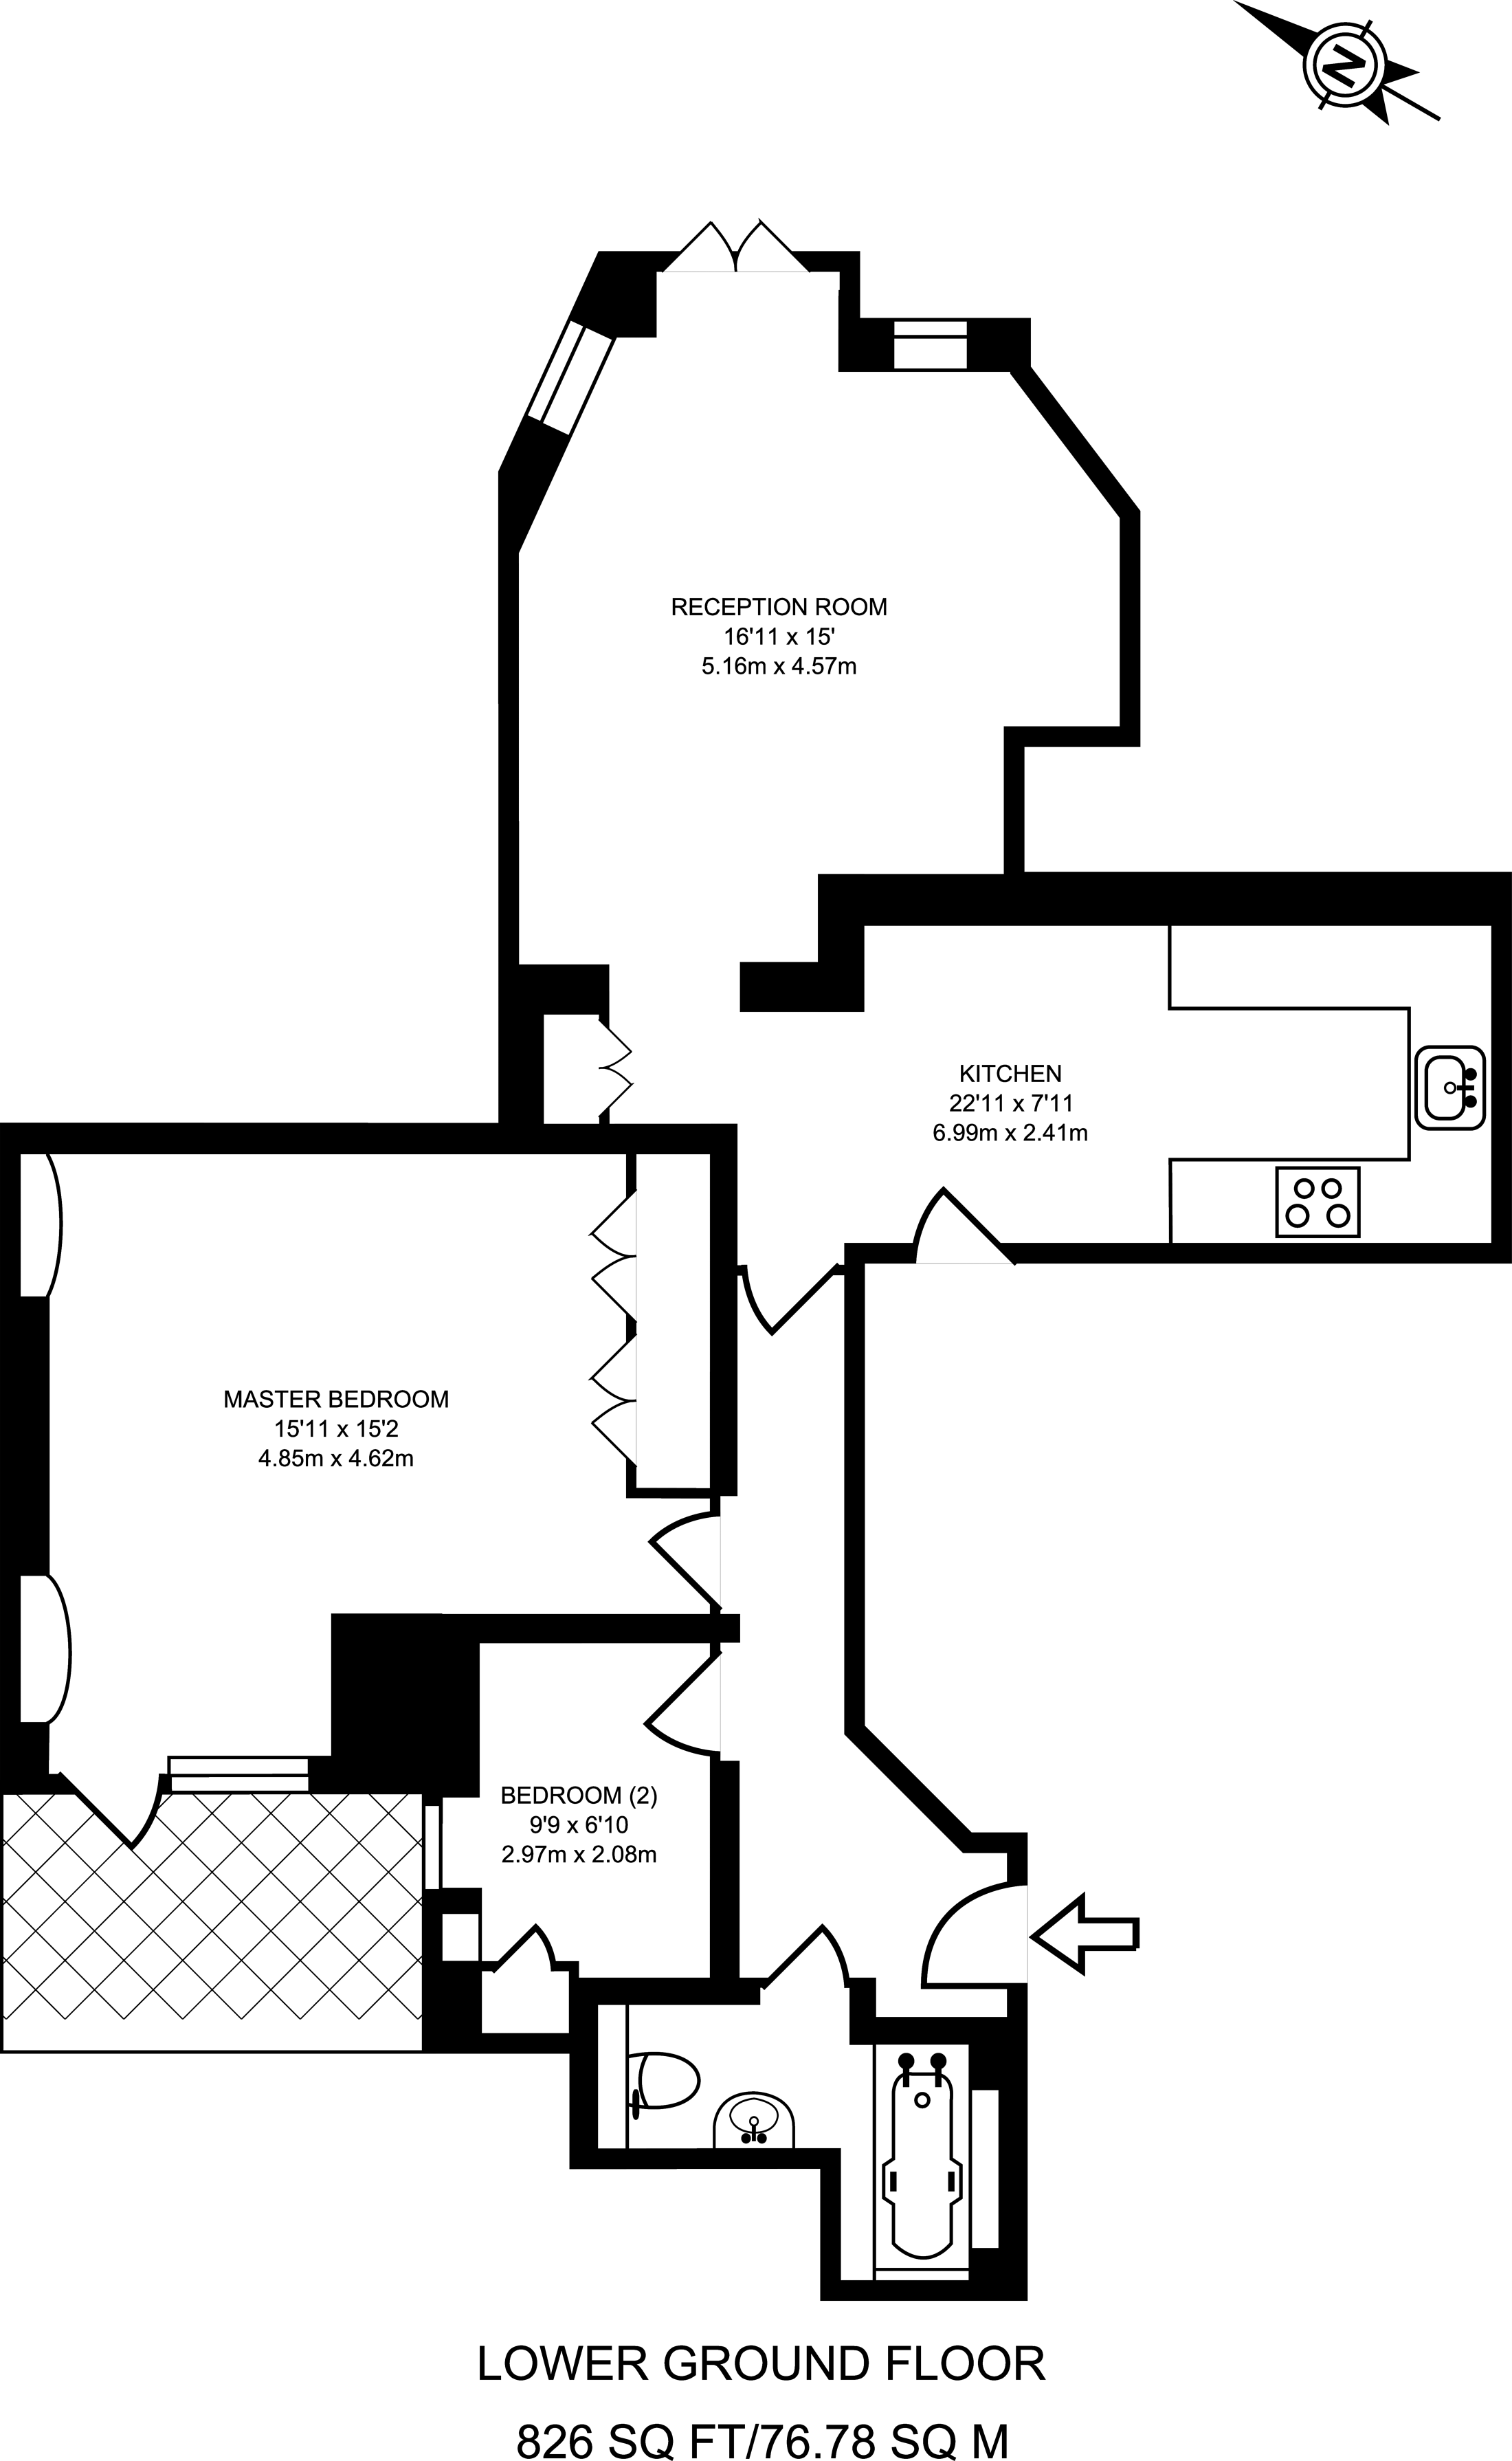 N
RECEPTION ROOM
16'11 x 15'
5.16m x 4.57m
KITCHEN
22'11 x 7'11
6.99m x 2.41m
MASTER BEDROOM
15'11 x 15'2
4.85m x 4.62m
BEDROOM (2)
9'9 x 6'10
2.97m x 2.08m
LOWER GROUND FLOOR
826 SQ FT/76.78 SQ M